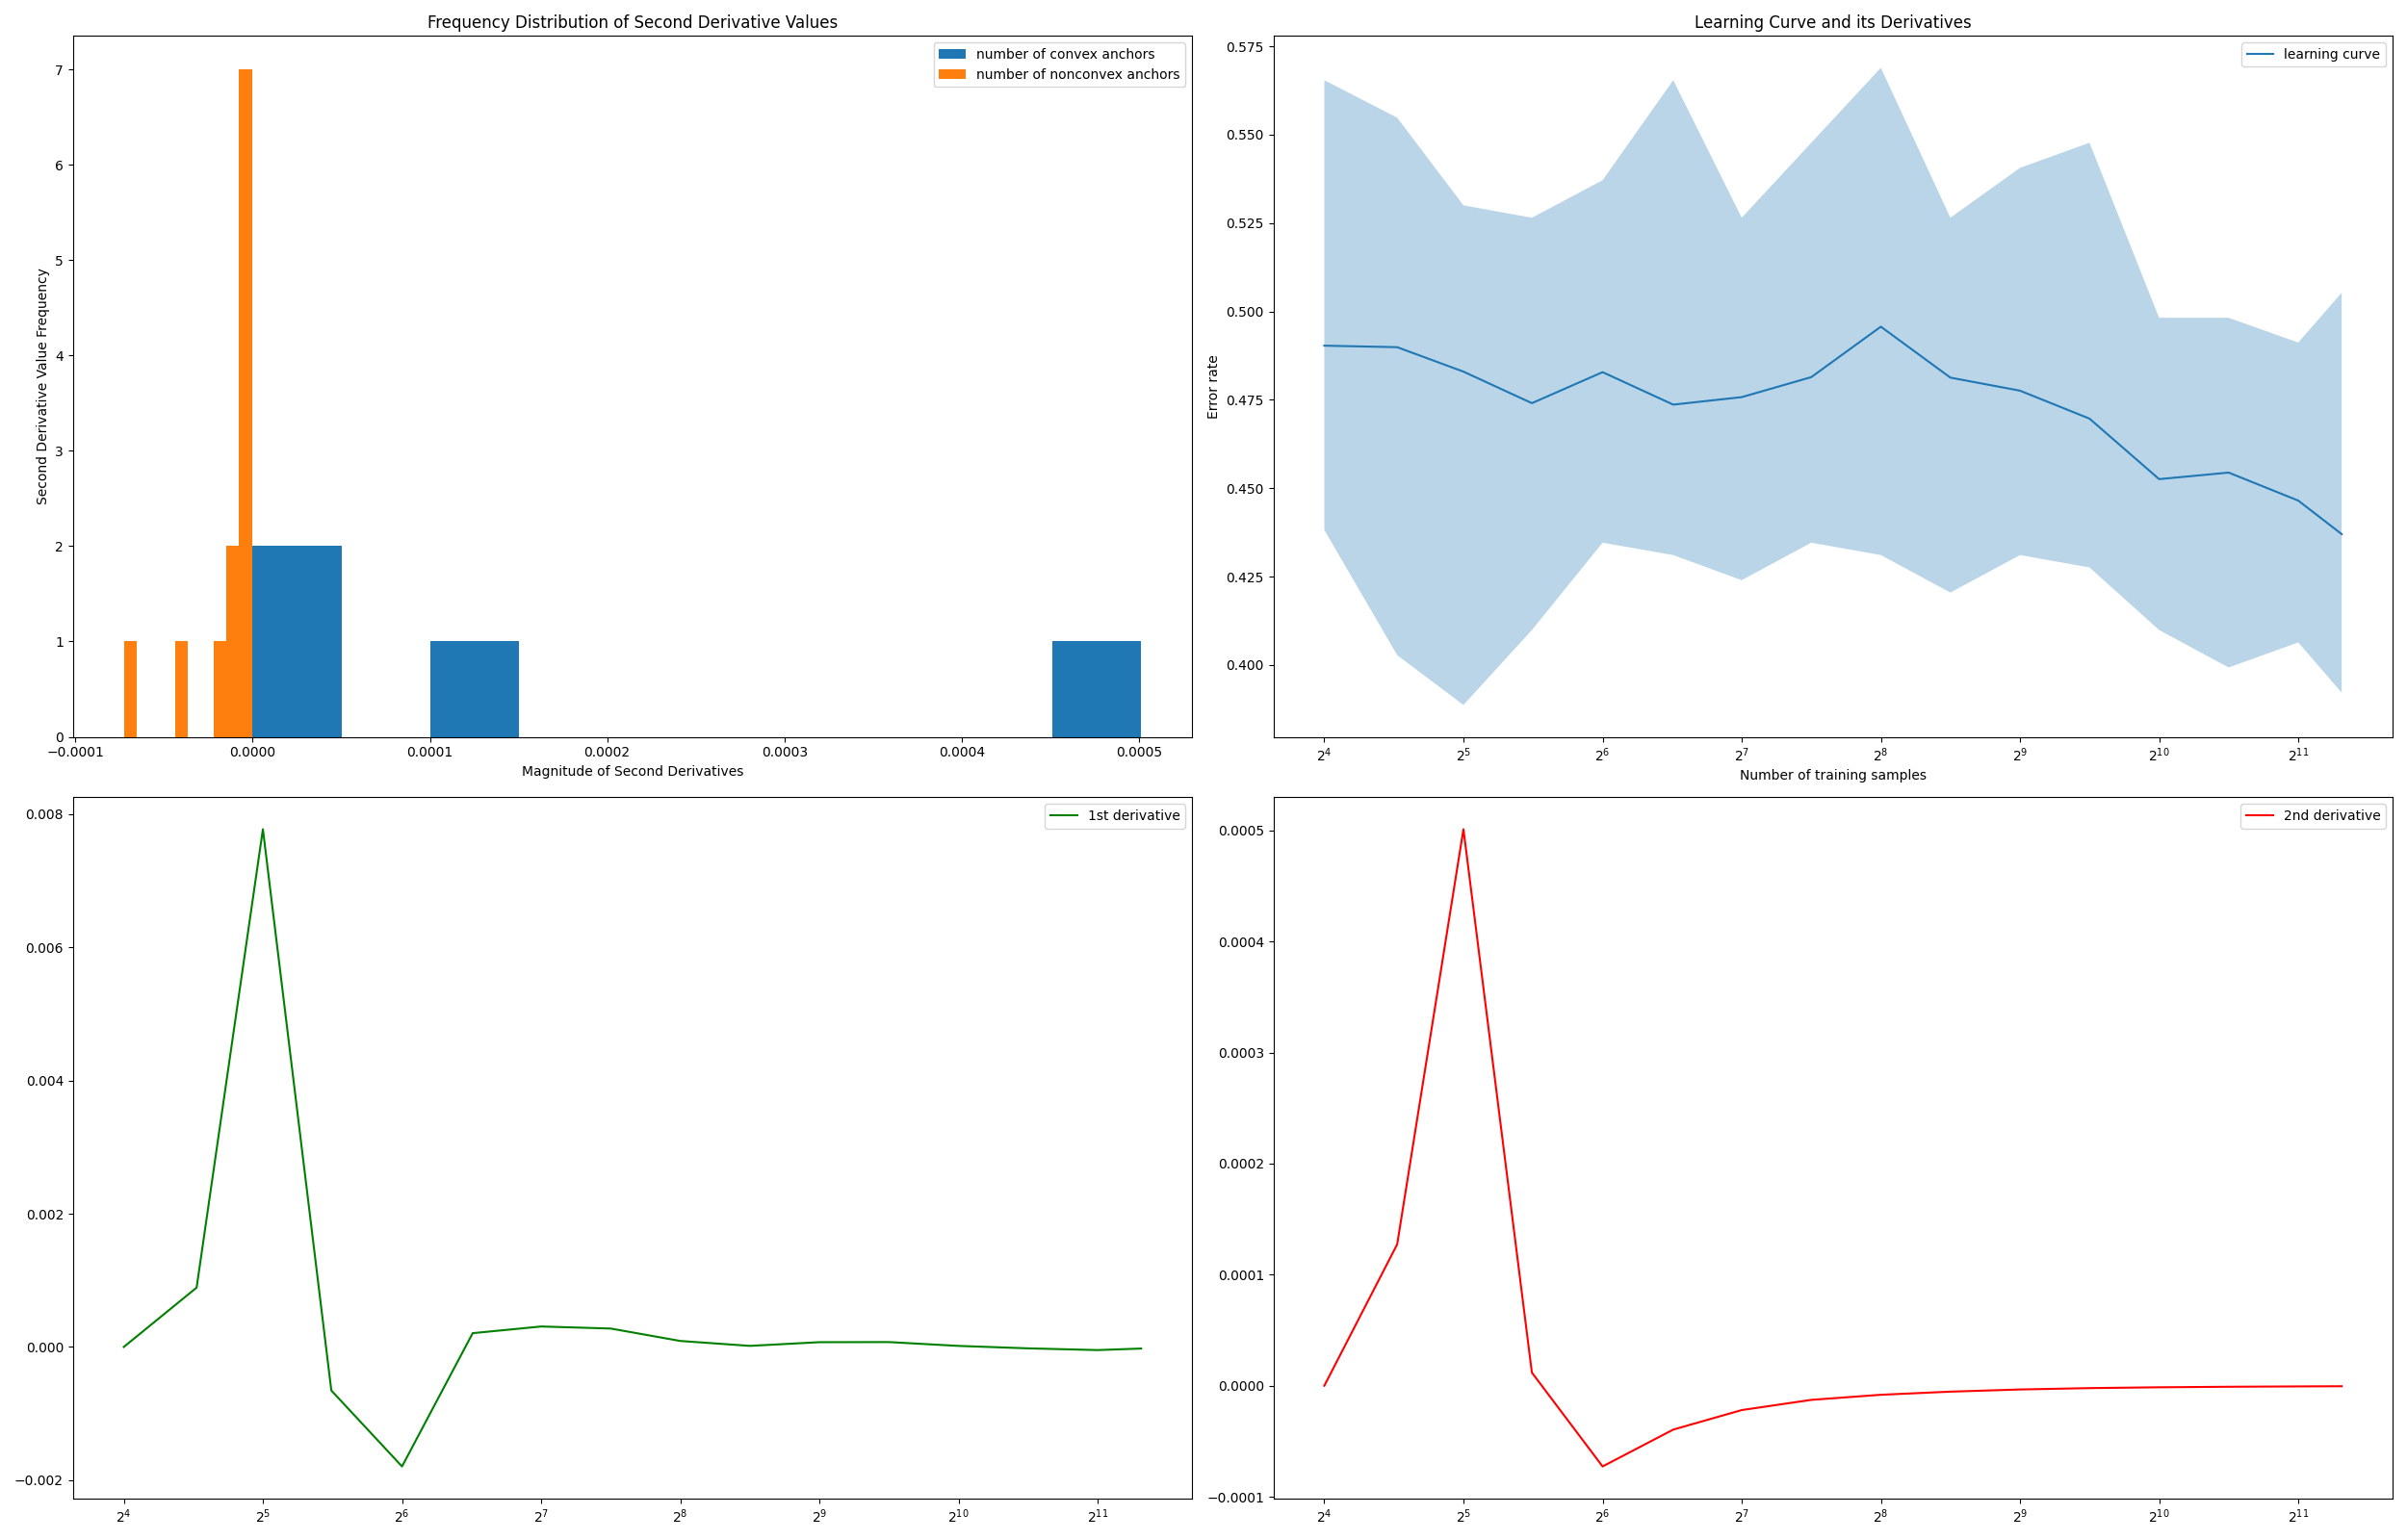 Frequency Distribution of Second Derivative Values
number of convex anchors
number of nonconvex anchors
Second Derivative Value Frequency
7
6
5
4
3
2
1
0
−0.0001 0.0000 0.0001 0.0002 0.0003 0.0004 0.0005
Magnitude of Second Derivatives
Learning Curve and its Derivatives
learning curve
Error rate
0.575
0.550
0.525
0.500
0.475
0.450
0.425
0.400
2^4 2^5 2^6 2^7 2^8 2^9 2^10 2^11
Number of training samples
1st derivative
0.008
0.006
0.004
0.002
0.000
−0.002
2^4 2^5 2^6 2^7 2^8 2^9 2^10 2^11
2nd derivative
0.0005
0.0004
0.0003
0.0002
0.0001
0.0000
−0.0001
2^4 2^5 2^6 2^7 2^8 2^9 2^10 2^11